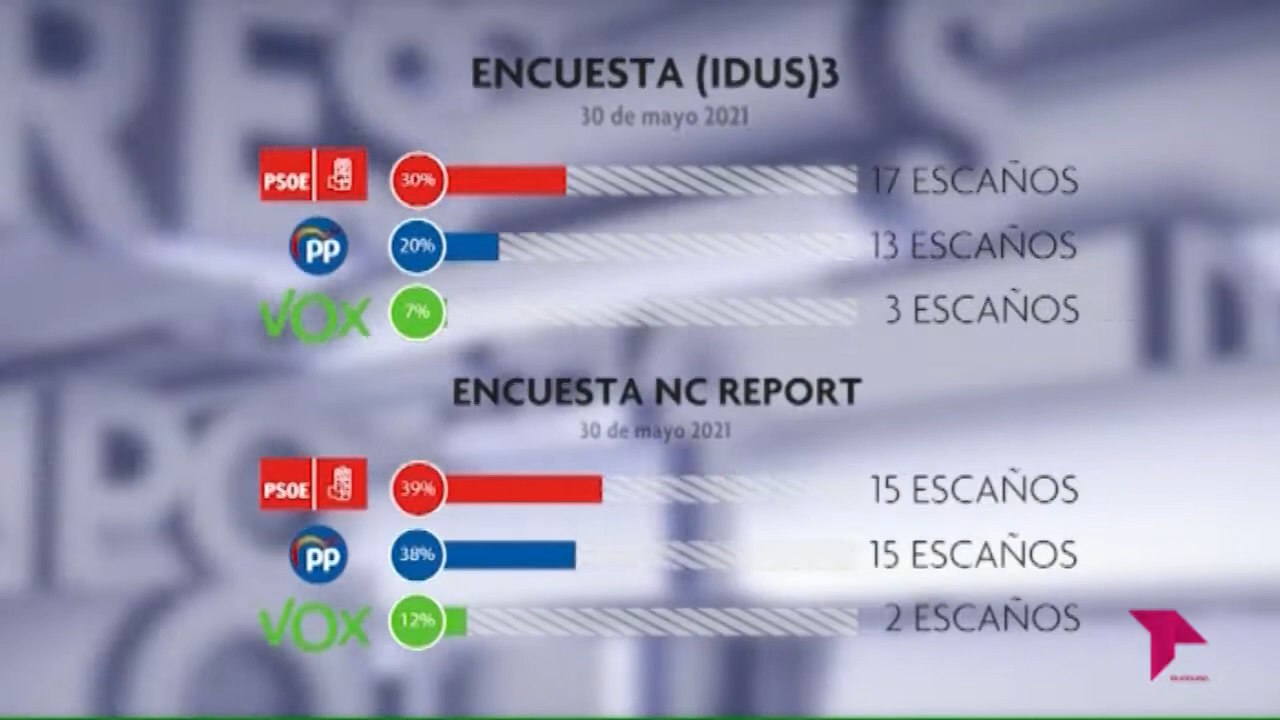 ENCUESTA (IDUS)3
30 de mayo 2021
PSOE 30% 17 ESCAÑOS
PP 20% 13 ESCAÑOS
VOX 7% 3 ESCAÑOS
ENCUESTA NC REPORT
30 de mayo 2021
PSOE 39% 15 ESCAÑOS
PP 38% 15 ESCAÑOS
VOX 12% 2 ESCAÑOS